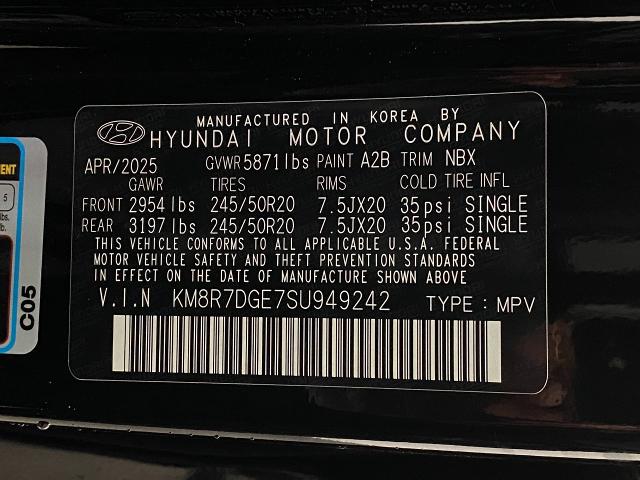 MANUFACTURED IN KOREA BY
HYUNDAI MOTOR COMPANY
APR/2025 GVWR 5871 lbs PAINT A2B TRIM NBX
GAWR TIRES RIMS COLD TIRE INFL
FRONT 2954 lbs 245/50R20 7.5JX20 35psi SINGLE
REAR 3197 lbs 245/50R20 7.5JX20 35psi SINGLE
THIS VEHICLE CONFORMS TO ALL APPLICABLE U.S.A. FEDERAL
MOTOR VEHICLE SAFETY AND THEFT PREVENTION STANDARDS
IN EFFECT ON THE DATE OF MANUFACTURE SHOWN ABOVE
V.I.N KM8R7DGE7SU949242 TYPE : MPV
5
C05